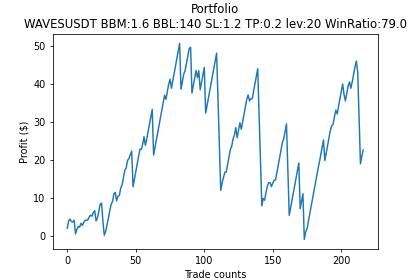 Portfolio
WAVESUSDT BBM:1.6 BBL:140 SL:1.2 TP:0.2 lev:20 WinRatio:79.0
Profit ($)
50
40
30
20
10
0
0 50 100 150 200
Trade counts